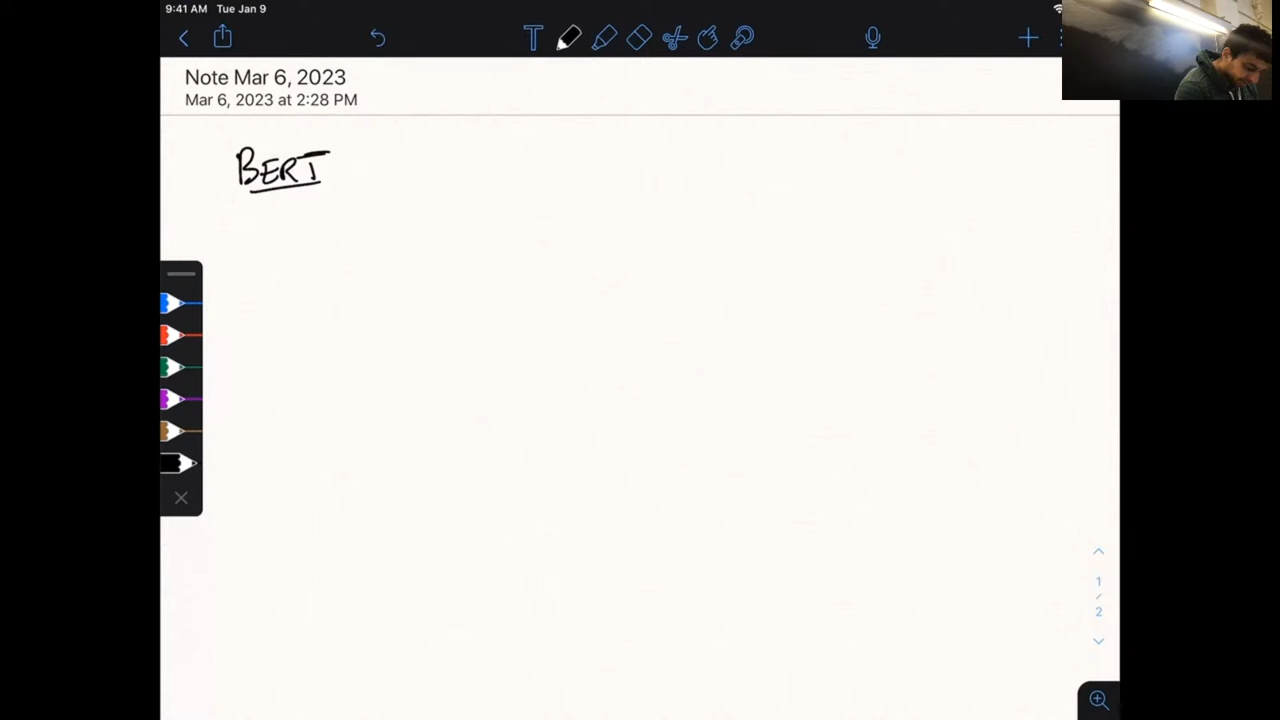 9:41 AM Tue Jan 9
T
Note Mar 6, 2023
Mar 6, 2023 at 2:28 PM
BERT
1
/
2